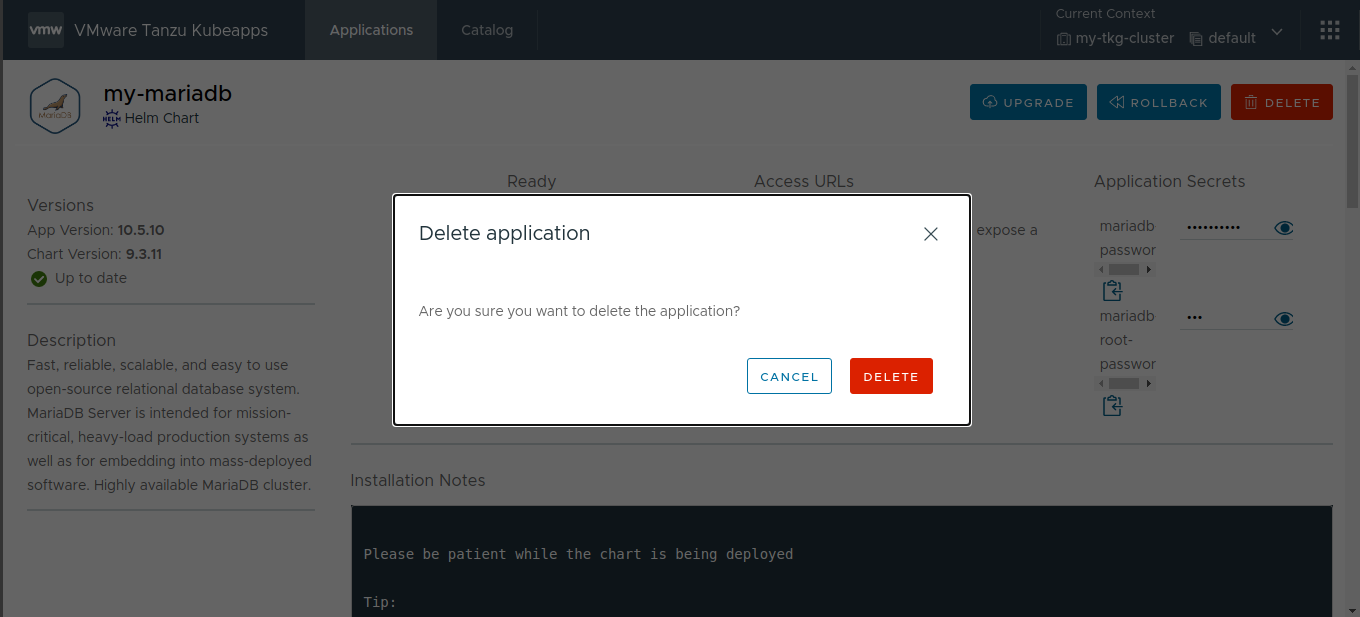 vmw VMware Tanzu Kubeapps
Applications
Catalog
Current Context
my-tkg-cluster default
MariaDB
my-mariadb
HELM Helm Chart
UPGRADE
ROLLBACK
DELETE
Versions
App Version: 10.5.10
Chart Version: 9.3.11
Up to date
Description
Fast, reliable, scalable, and easy to use
open-source relational database system.
MariaDB Server is intended for mission-
critical, heavy-load production systems as
well as for embedding into mass-deployed
software. Highly available MariaDB cluster.
Ready
Access URLs
expose a
Application Secrets
mariadb
passwor
••••••••••
mariadb
root-
passwor
•••
Delete application
Are you sure you want to delete the application?
CANCEL
DELETE
Installation Notes
Please be patient while the chart is being deployed
Tip: